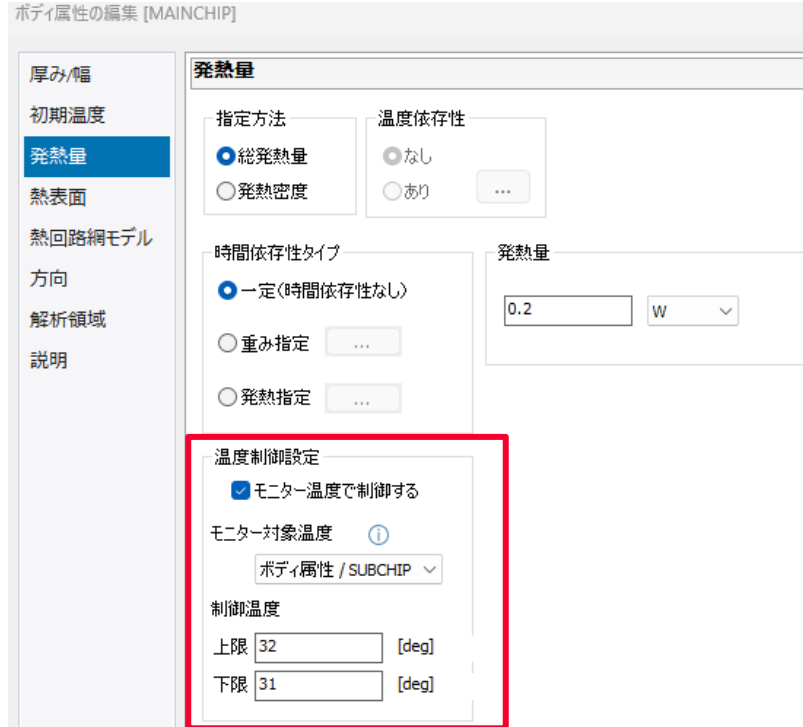 ボディ属性の編集 [MAINCHIP]
厚み/幅
初期温度
発熱量
熱表面
熱回路網モデル
方向
解析領域
説明
発熱量
指定方法
総発熱量
発熱密度
温度依存性
なし
あり
...
時間依存性タイプ
一定(時間依存性なし)
重み指定
...
発熱指定
...
発熱量
0.2 W
温度制御設定
モニター温度で制御する
モニター対象温度
ボディ属性 / SUBCHIP
制御温度
上限 32 [deg]
下限 31 [deg]